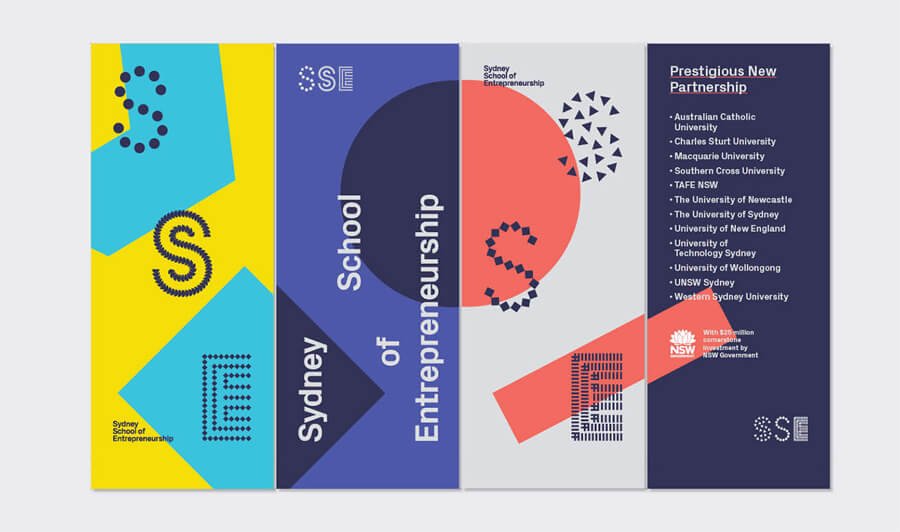 S
S
E
Sydney
School of
Entrepreneurship
SSE
Sydney
School
of
Entrepreneurship
Sydney
School of
Entrepreneurship
S
S
E
Prestigious New
Partnership
• Australian Catholic
University
• Charles Sturt University
• Macquarie University
• Southern Cross University
• TAFE NSW
• The University of Newcastle
• The University of Sydney
• University of New England
• University of
Technology Sydney
• University of Wollongong
• UNSW Sydney
• Western Sydney University
NSW
GOVERNMENT
With $25 million
cornerstone
investment by
NSW Government
SSE